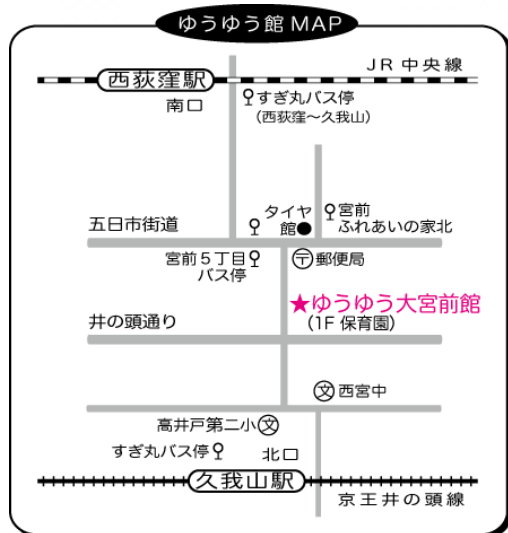 ゆうゆう館 MAP
JR 中央線
西荻窪駅
南口
すぎ丸バス停
(西荻窪～久我山)
タイヤ
館
宮前
ふれあいの家北
五日市街道
宮前5丁目
バス停
〒郵便局
★ゆうゆう大宮前館
(1F 保育園)
井の頭通り
文 西宮中
高井戸第二小 文
すぎ丸バス停
北口
久我山駅
京王井の頭線